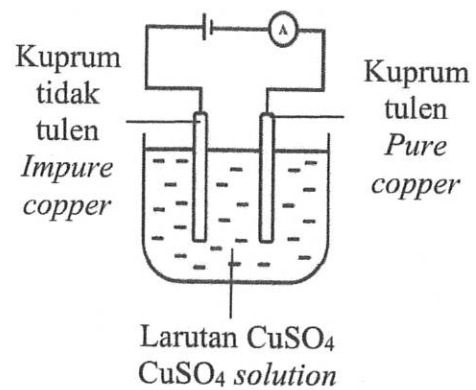 A
Kuprum
tidak
tulen
Impure
copper
Kuprum
tulen
Pure
copper
Larutan CuSO4
CuSO4 solution